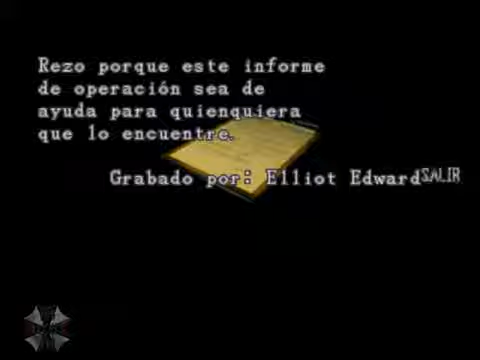 Rezo porque este informe
de operación sea de
ayuda para quienquiera
que lo encuentre.
Grabado por: Elliot Edward
SALIR